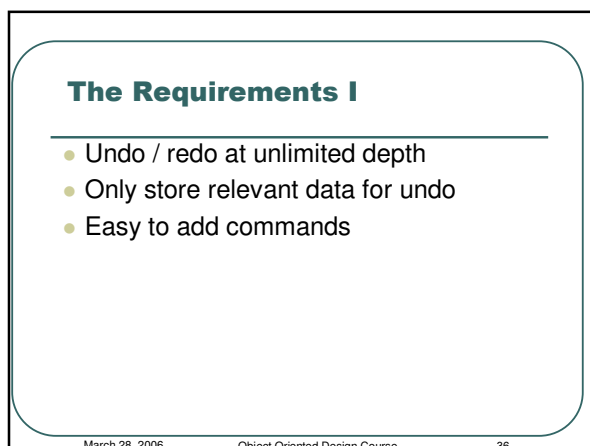 The Requirements I
Undo / redo at unlimited depth
Only store relevant data for undo
Easy to add commands
March 28, 2006 Object Oriented Design Course 36